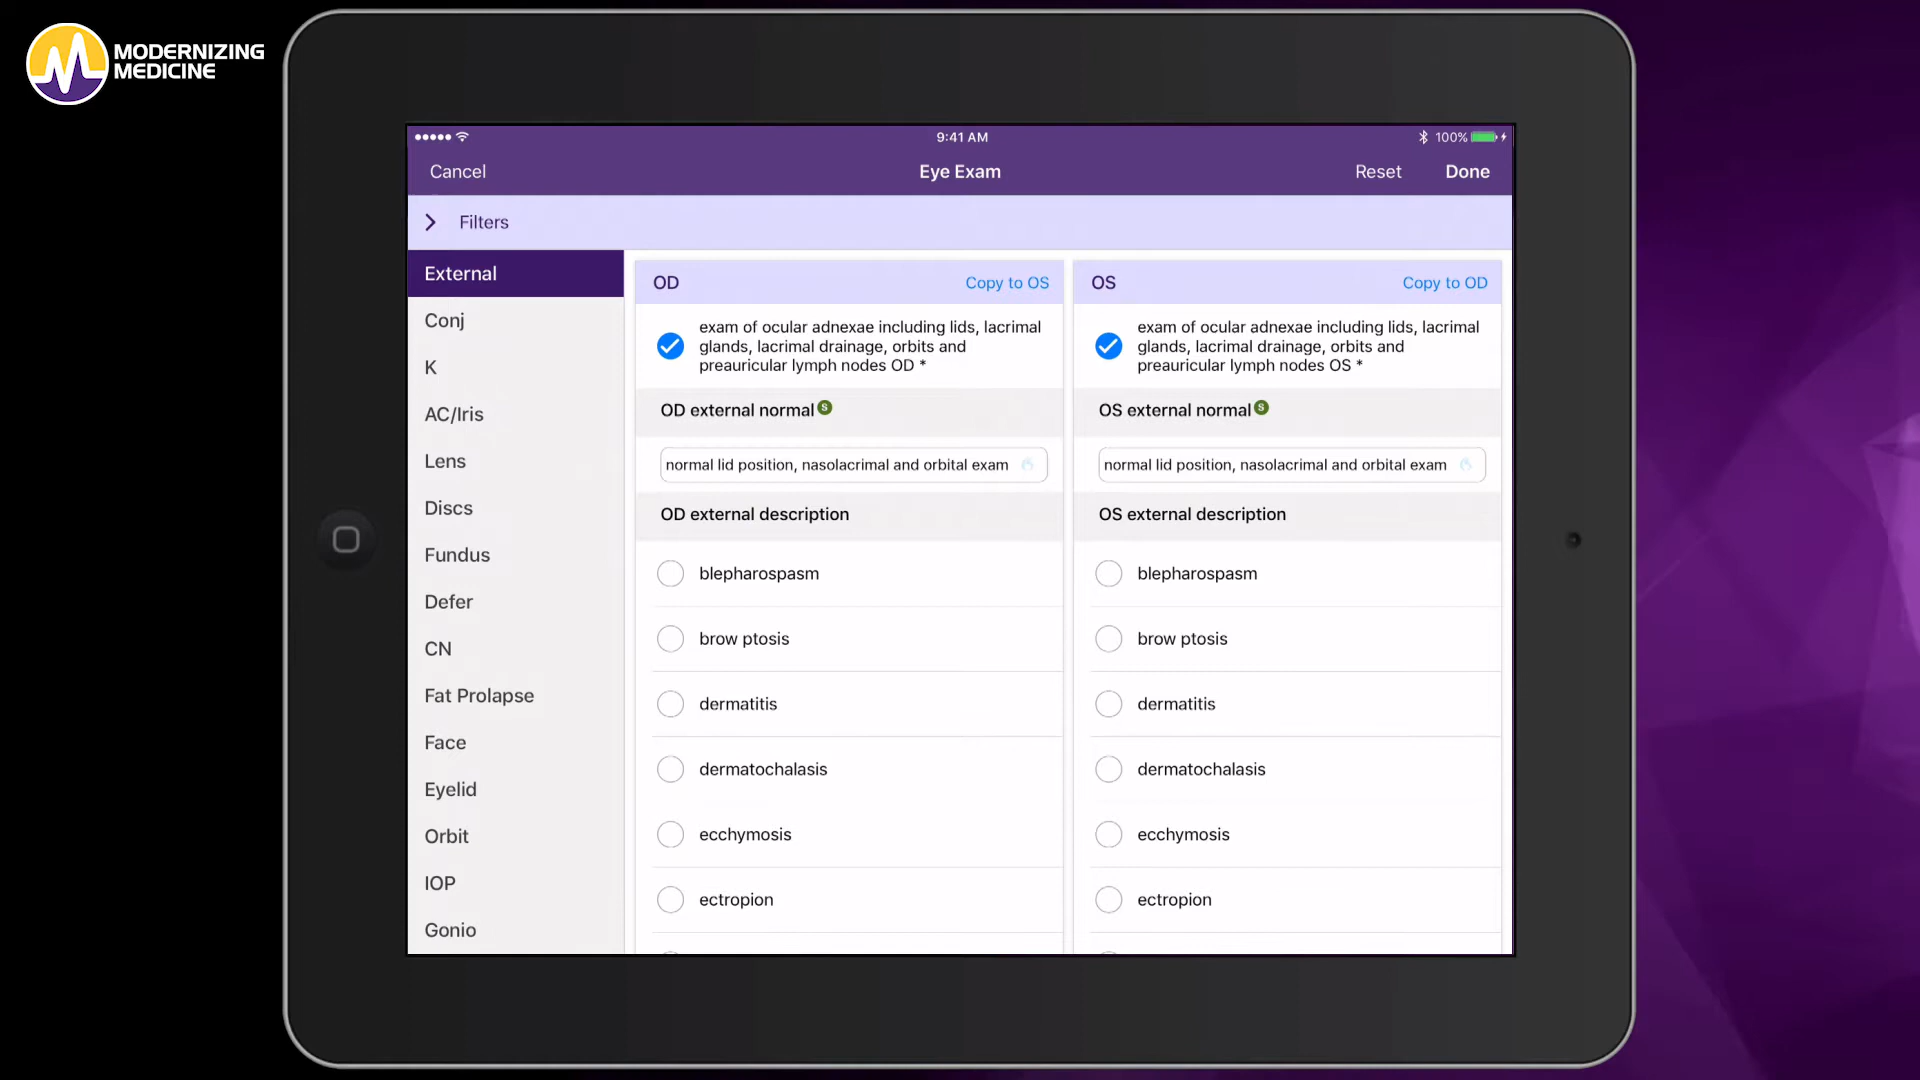 MODERNIZING
MEDICINE
9:41 AM
100%
Cancel
Eye Exam
Reset
Done
Filters
External
Conj
K
AC/Iris
Lens
Discs
Fundus
Defer
CN
Fat Prolapse
Face
Eyelid
Orbit
IOP
Gonio
OD
Copy to OS
exam of ocular adnexae including lids, lacrimal
glands, lacrimal drainage, orbits and
preauricular lymph nodes OD *
OD external normal S
normal lid position, nasolacrimal and orbital exam
OD external description
blepharospasm
brow ptosis
dermatitis
dermatochalasis
ecchymosis
ectropion
OS
Copy to OD
exam of ocular adnexae including lids, lacrimal
glands, lacrimal drainage, orbits and
preauricular lymph nodes OS *
OS external normal S
normal lid position, nasolacrimal and orbital exam
OS external description
blepharospasm
brow ptosis
dermatitis
dermatochalasis
ecchymosis
ectropion